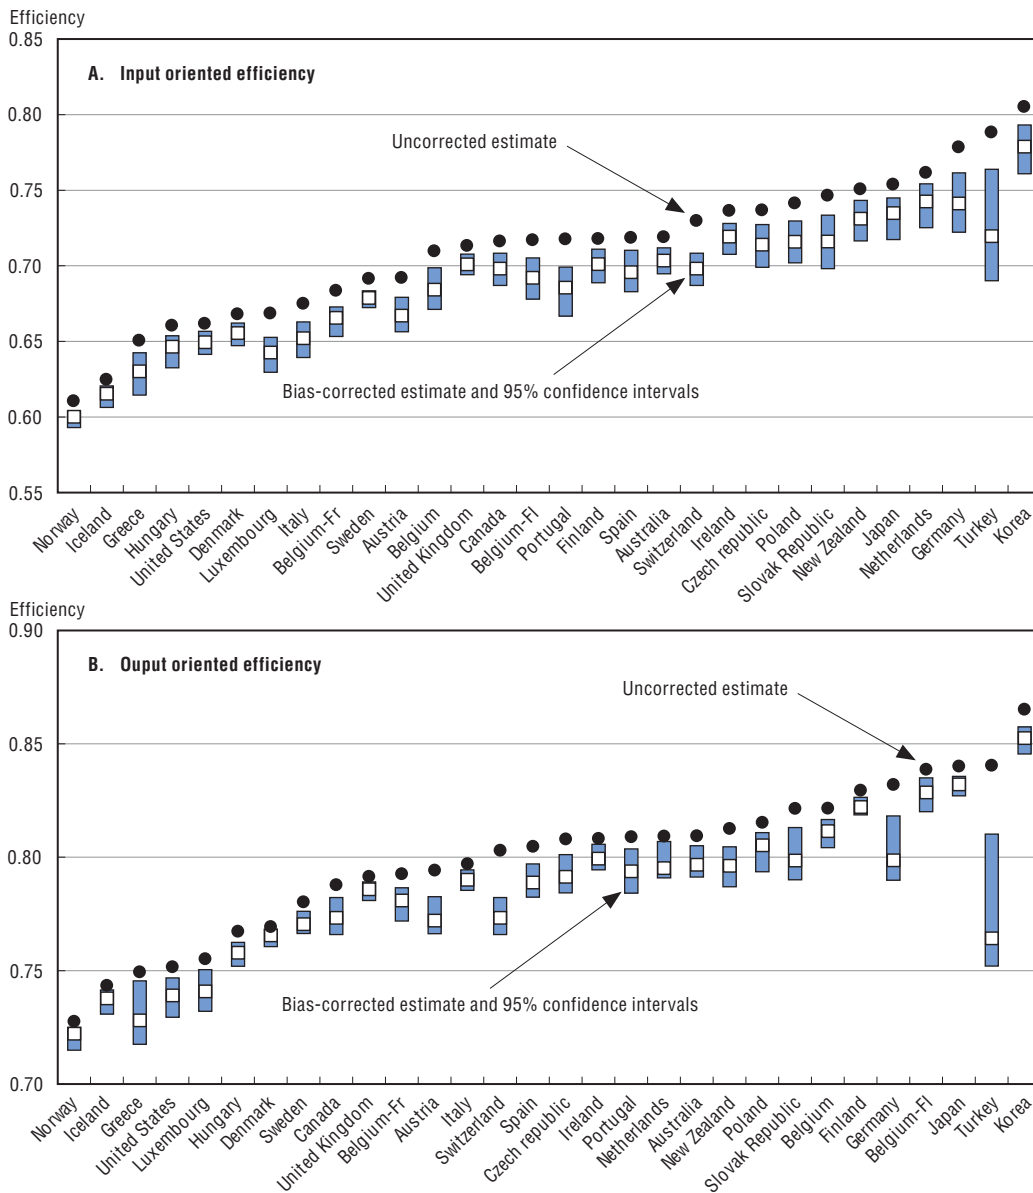 Efficiency
0.85
A. Input oriented efficiency
0.80
Uncorrected estimate
0.75
0.70
0.65
Bias-corrected estimate and 95% confidence intervals
0.60
0.55
Norway
Iceland
Greece
Hungary
United States
Denmark
Luxembourg
Italy
Belgium-Fr
Sweden
Austria
Belgium
United Kingdom
Canada
Belgium-Fl
Portugal
Finland
Spain
Australia
Switzerland
Ireland
Czech republic
Poland
Slovak Republic
New Zealand
Japan
Netherlands
Germany
Turkey
Korea
Efficiency
0.90
B. Ouput oriented efficiency
Uncorrected estimate
0.85
0.80
0.75
Bias-corrected estimate and 95% confidence intervals
0.70
Norway
Iceland
Greece
United States
Luxembourg
Hungary
Denmark
Sweden
Canada
United Kingdom
Belgium-Fr
Austria
Italy
Switzerland
Spain
Czech republic
Ireland
Portugal
Netherlands
Australia
New Zealand
Poland
Slovak Republic
Belgium
Finland
Germany
Belgium-Fl
Japan
Turkey
Korea